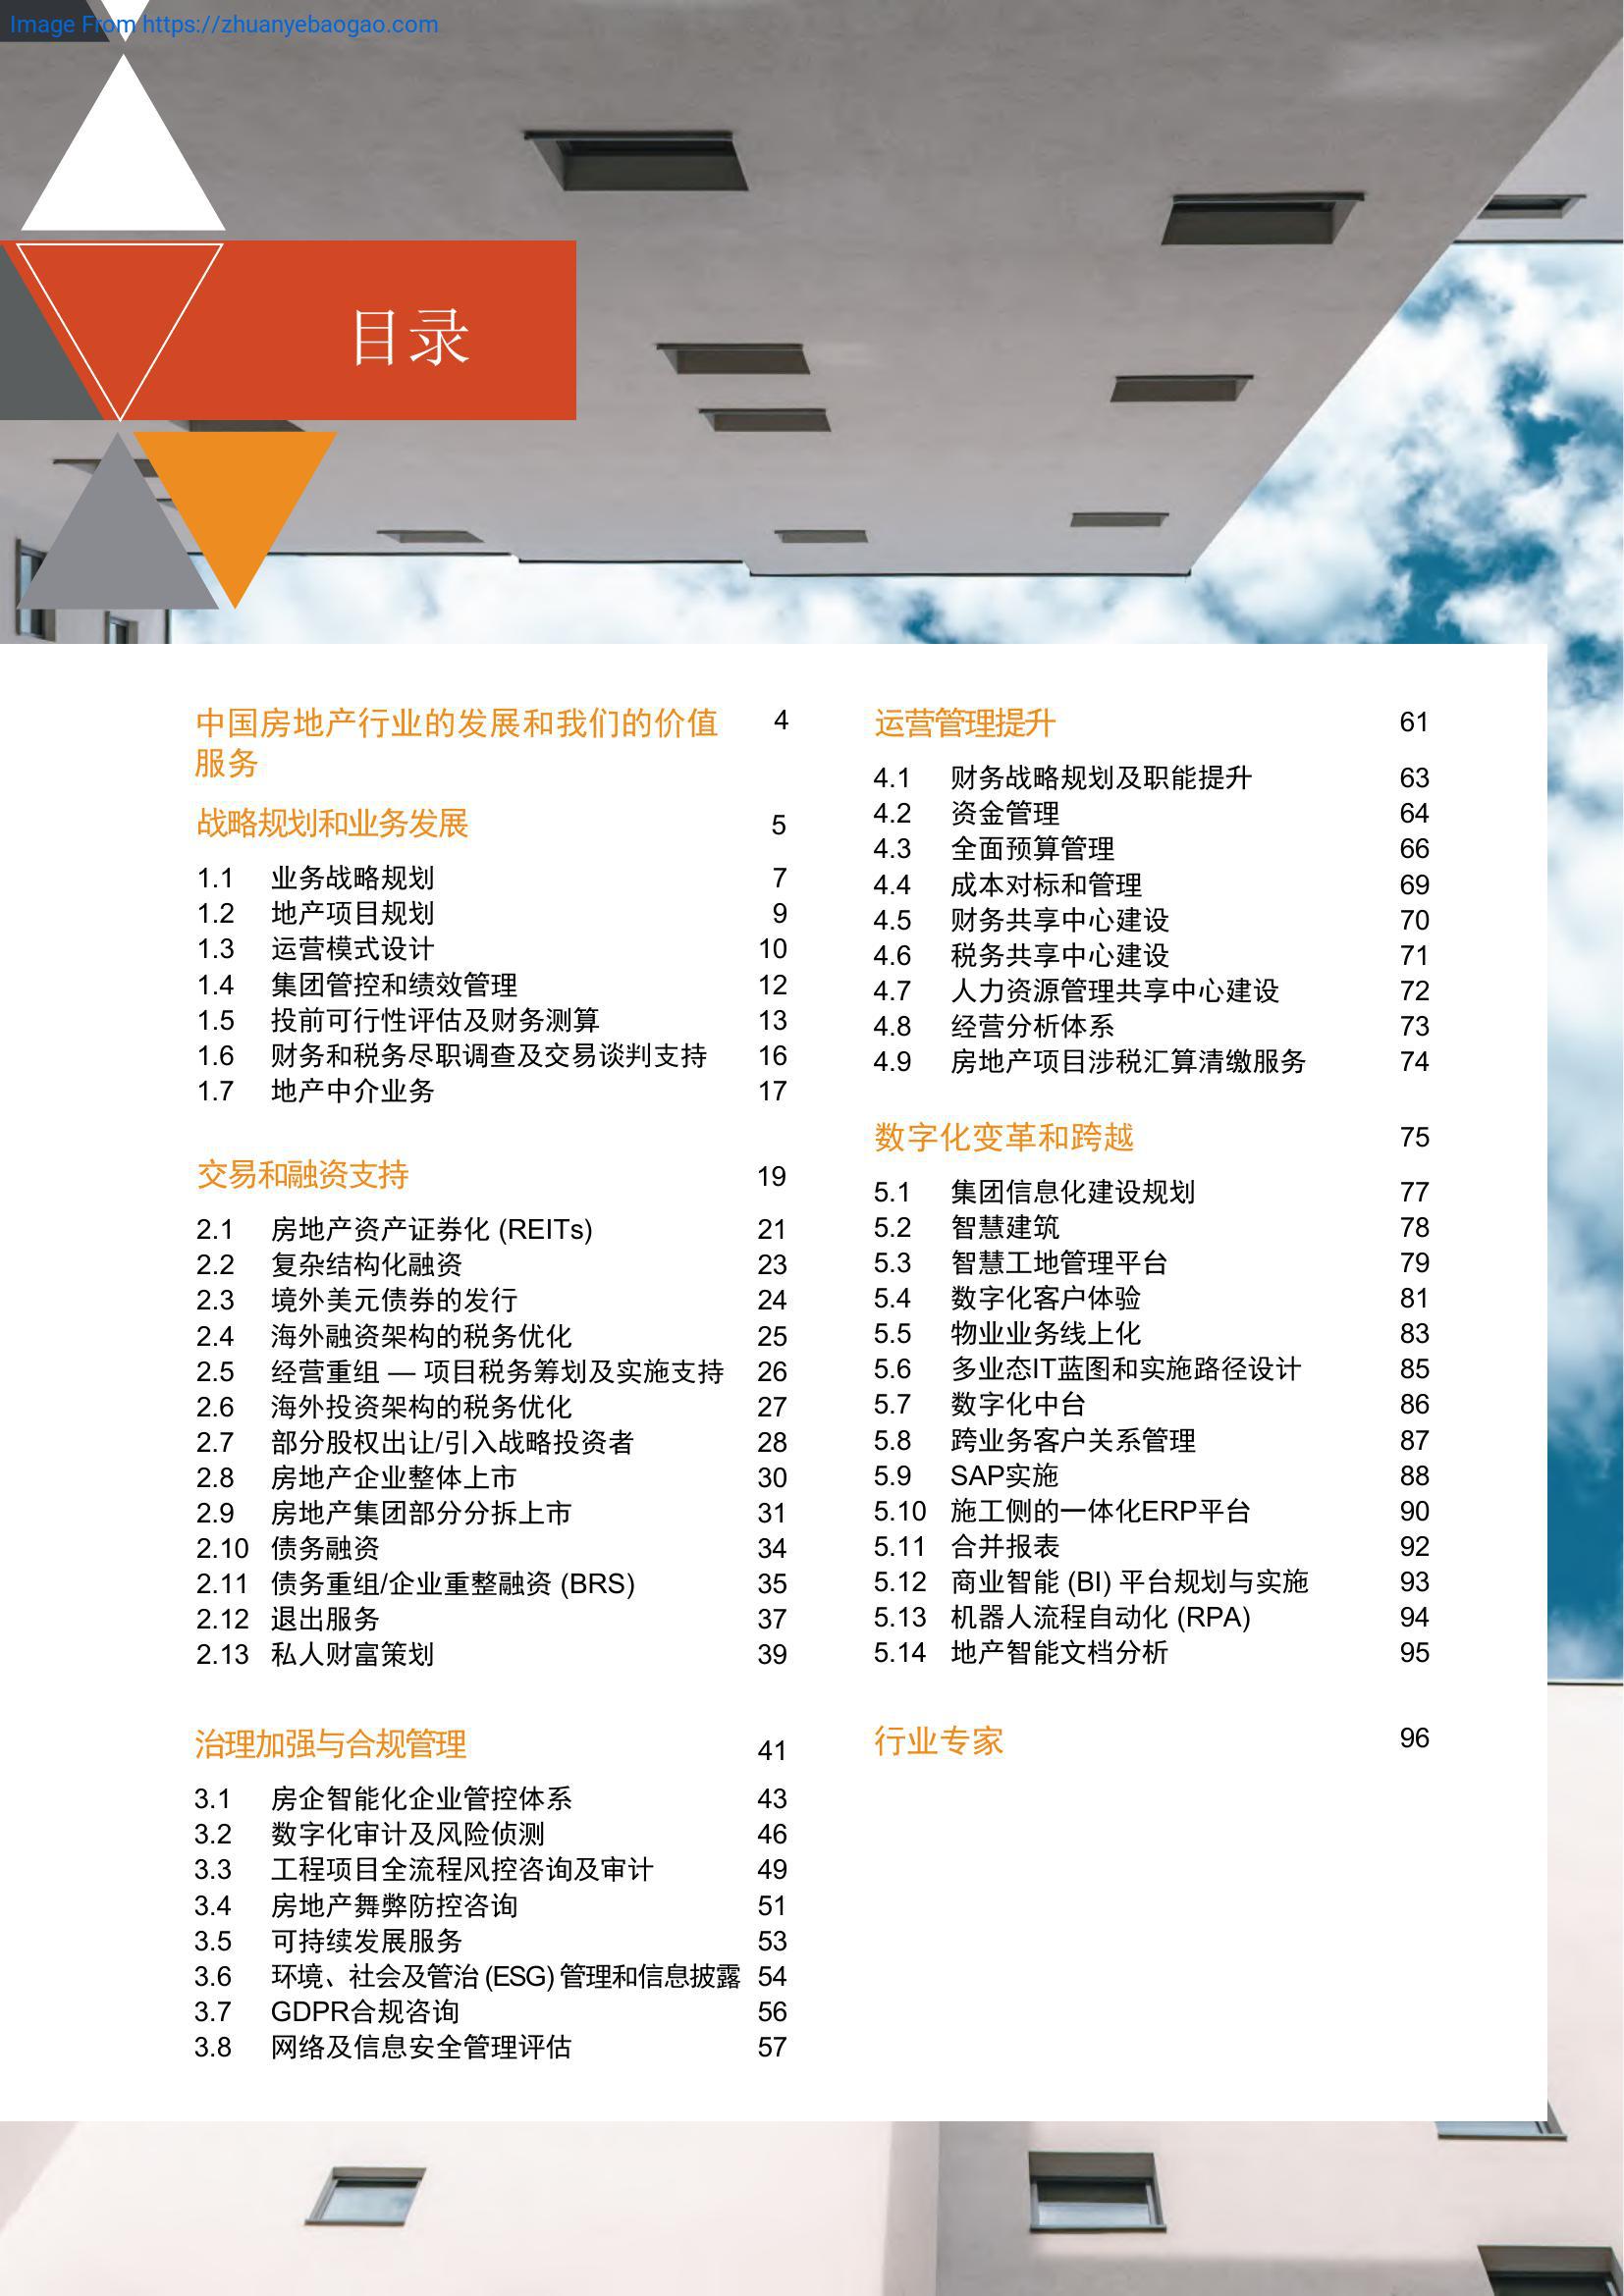 Image From https://zhuanyebaogao.com
目录
中国房地产行业的发展和我们的价值 4
服务
战略规划和业务发展 5
1.1 业务战略规划 7
1.2 地产项目规划 9
1.3 运营模式设计 10
1.4 集团管控和绩效管理 12
1.5 投前可行性评估及财务测算 13
1.6 财务和税务尽职调查及交易谈判支持 16
1.7 地产中介业务 17
交易和融资支持 19
2.1 房地产资产证券化 (REITs) 21
2.2 复杂结构化融资 23
2.3 境外美元债券的发行 24
2.4 海外融资架构的税务优化 25
2.5 经营重组 — 项目税务筹划及实施支持 26
2.6 海外投资架构的税务优化 27
2.7 部分股权出让/引入战略投资者 28
2.8 房地产企业整体上市 30
2.9 房地产集团部分分拆上市 31
2.10 债务融资 34
2.11 债务重组/企业重整融资 (BRS) 35
2.12 退出服务 37
2.13 私人财富策划 39
治理加强与合规管理 41
3.1 房企智能化企业管控体系 43
3.2 数字化审计及风险侦测 46
3.3 工程项目全流程风控咨询及审计 49
3.4 房地产舞弊防控咨询 51
3.5 可持续发展服务 53
3.6 环境、社会及管治 (ESG) 管理和信息披露 54
3.7 GDPR合规咨询 56
3.8 网络及信息安全管理评估 57
运营管理提升 61
4.1 财务战略规划及职能提升 63
4.2 资金管理 64
4.3 全面预算管理 66
4.4 成本对标和管理 69
4.5 财务共享中心建设 70
4.6 税务共享中心建设 71
4.7 人力资源管理共享中心建设 72
4.8 经营分析体系 73
4.9 房地产项目涉税汇算清缴服务 74
数字化变革和跨越 75
5.1 集团信息化建设规划 77
5.2 智慧建筑 78
5.3 智慧工地管理平台 79
5.4 数字化客户体验 81
5.5 物业业务线上化 83
5.6 多业态IT蓝图和实施路径设计 85
5.7 数字化中台 86
5.8 跨业务客户关系管理 87
5.9 SAP实施 88
5.10 施工侧的一体化ERP平台 90
5.11 合并报表 92
5.12 商业智能 (BI) 平台规划与实施 93
5.13 机器人流程自动化 (RPA) 94
5.14 地产智能文档分析 95
行业专家 96